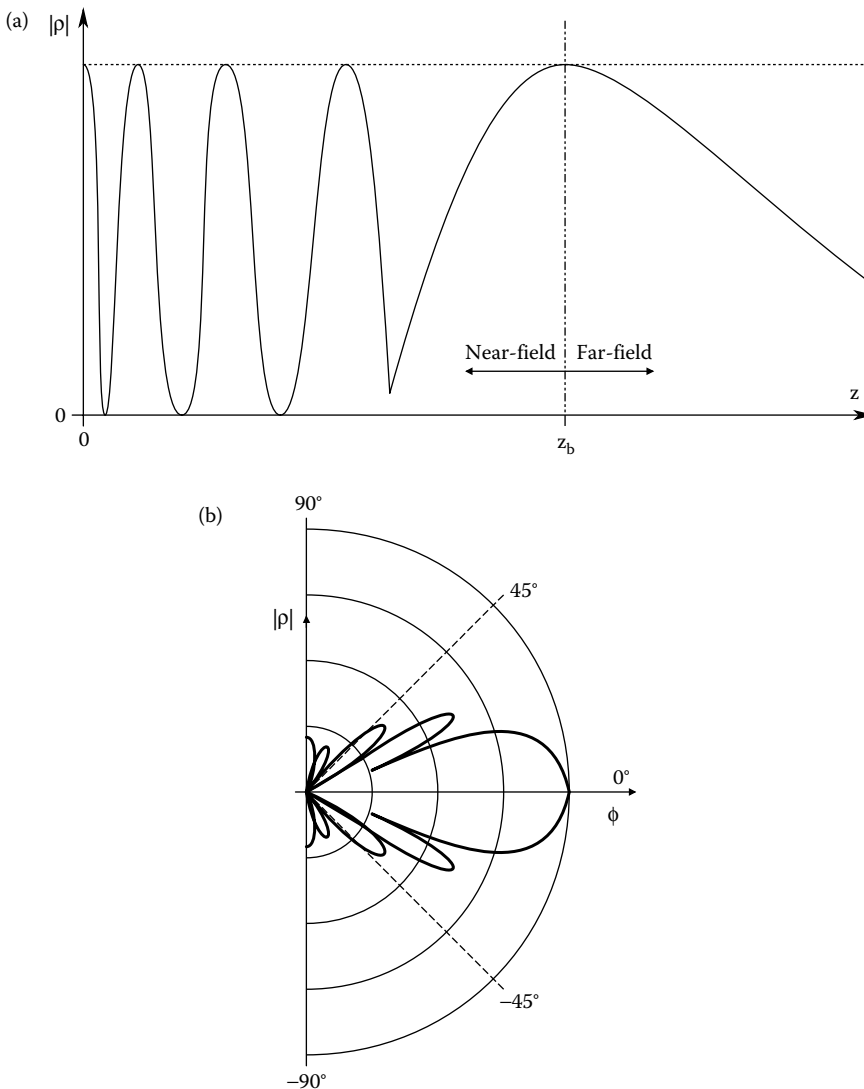 (a)
|ρ|
Near-field Far-field
z
0
0
z_b
(b)
90°
45°
|ρ|
0°
ϕ
−45°
−90°